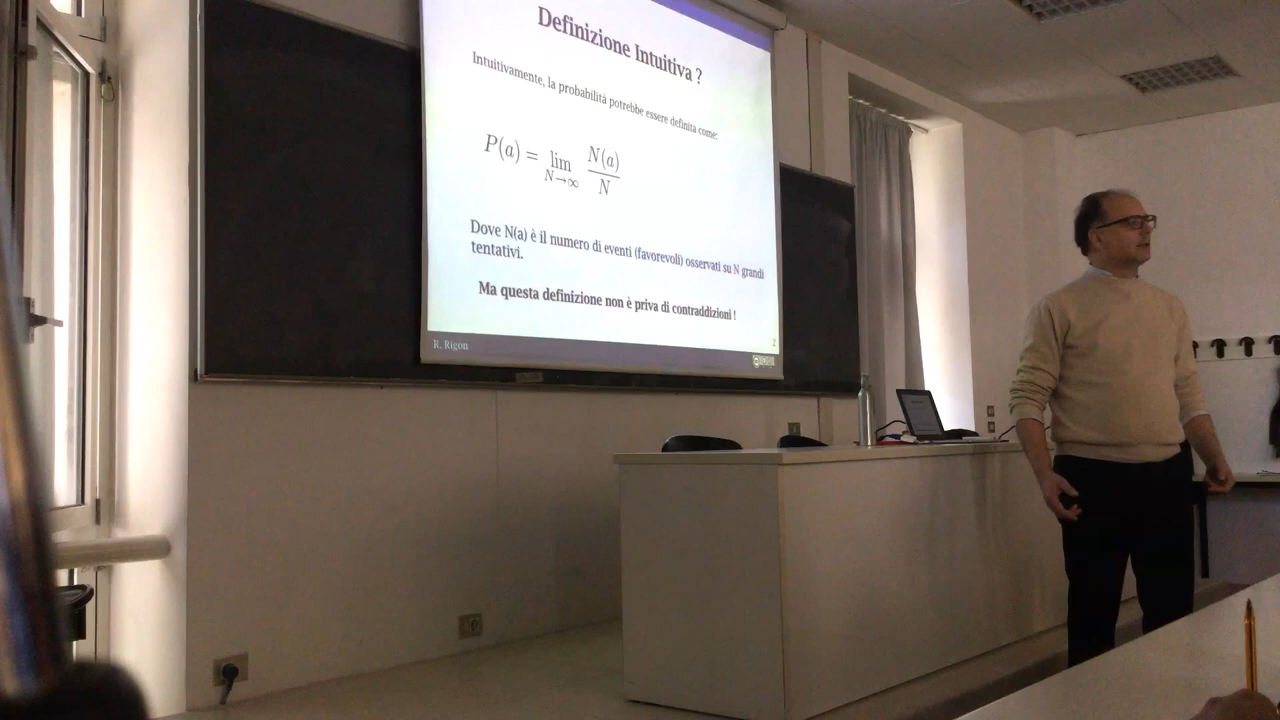 Definizione Intuitiva ?
Intuitivamente, la probabilità potrebbe essere definita come:
P(a) = lim N→∞ N(a)/N
Dove N(a) è il numero di eventi (favorevoli) osservati su N grandi
tentativi.
Ma questa definizione non è priva di contraddizioni !
R. Rigon
2